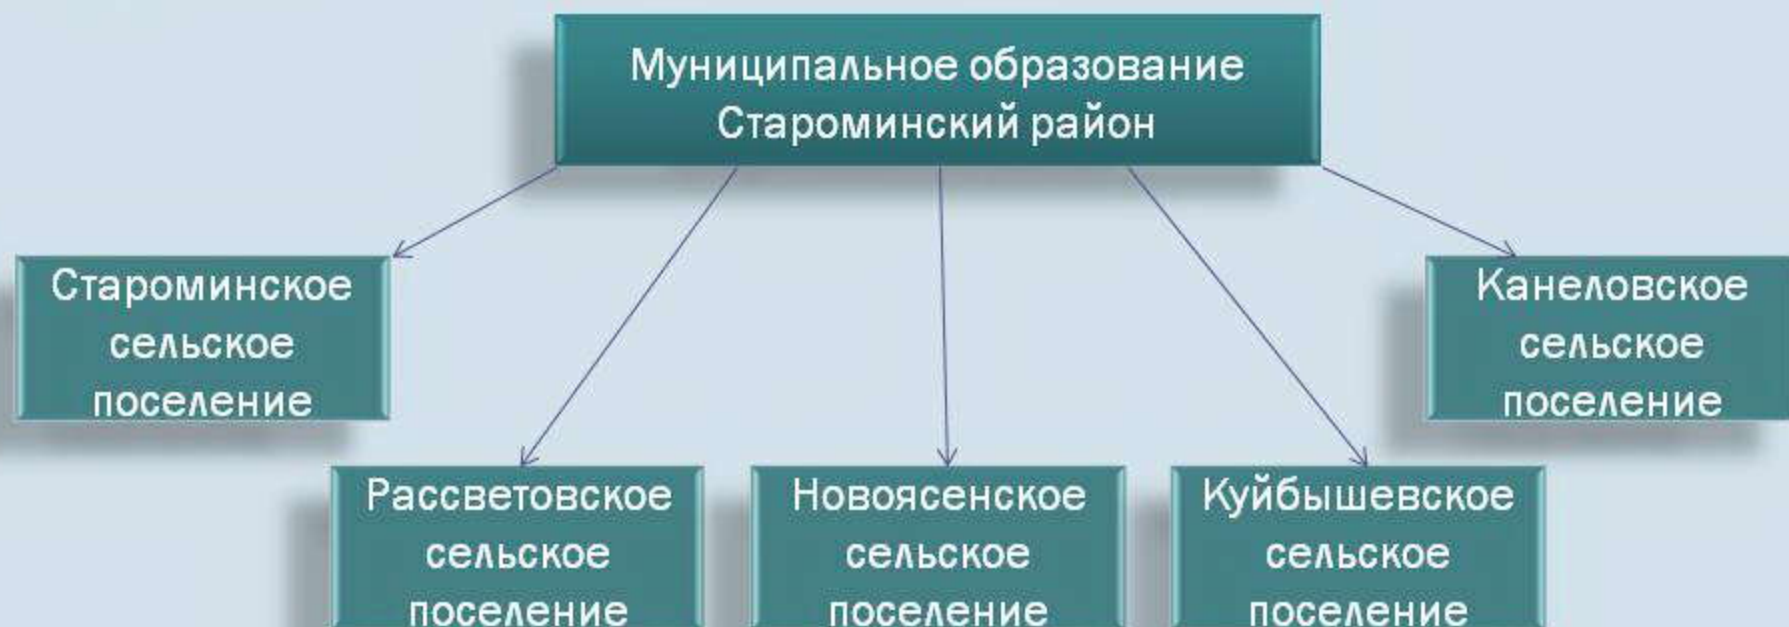 Муниципальное образование
Староминский район
Староминское
сельское
поселение
Рассветовское
сельское
поселение
Новоясенское
сельское
поселение
Куйбышевское
сельское
поселение
Канеловское
сельское
поселение